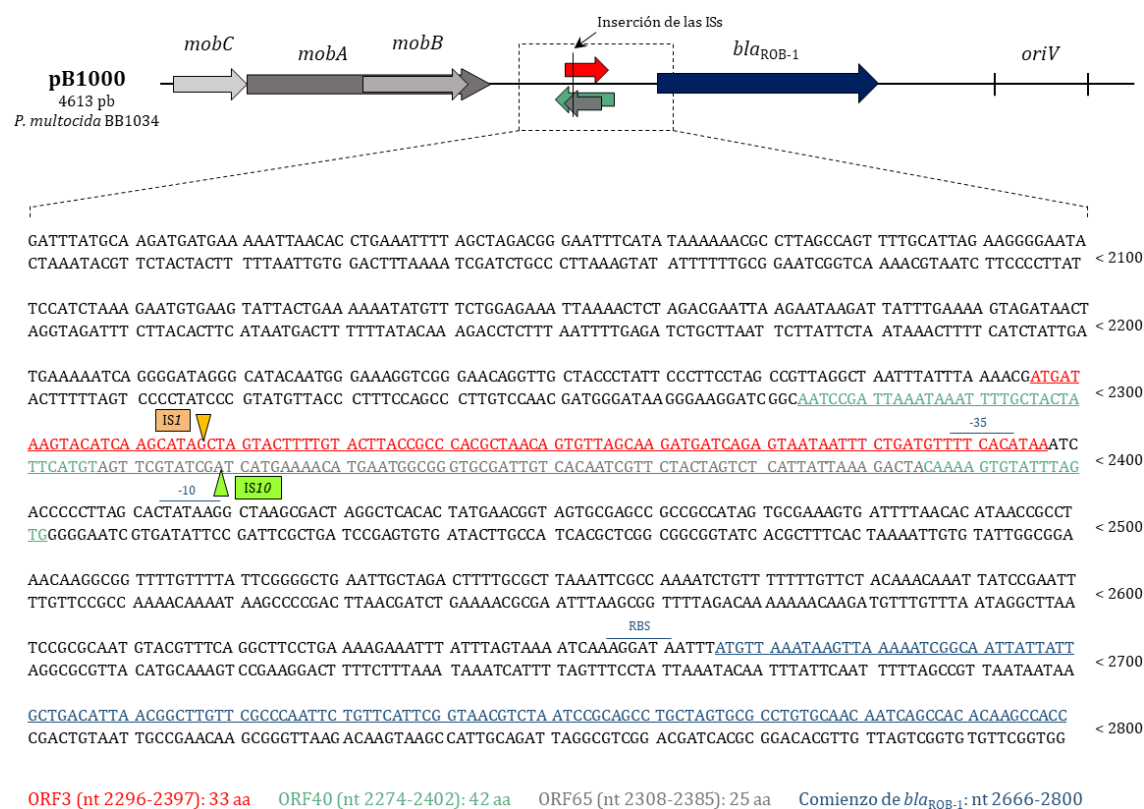 Inserción de las ISs
mobC
mobA
mobB
blaROB-1
oriV
pB1000
4613 pb
P. multocida BB1034
GATTTATGCA AGATGATGAA AAATTAACAC CTGAAATTTT AGCTAGACGG GAATTTCATA TAAAAAACGC CTTAGCCAGT TTTGCATTAG AAGGGGAATA
CTAAATACGT TCTACTACTT TTTAATTGTG GACTTTAAAA TCGATCTGCC CTTAAAGTAT ATTTTTTGCG GAATCGGTCA AAACGTAATC TTCCCCTTAT
< 2100
TCCATCTAAA GAATGTGAAG TATTACTGAA AAAATATGTT TCTGGAGAAA TTAAAACTCT AGACGAATTA AGAATAAGAT TATTTGAAAA GTAGATAACT
AGGTAGATTT CTTACACTTC ATAATGACTT TTTTATACAA AGACCTCTTT AATTTTGAGA TCTGCTTAAT TCTTATTCTA ATAAACTTTT CATCTATTGA
< 2200
TGAAAAATCA GGGGATAGGG CATACAATGG GAAAGGTCGG GAACAGGTTG CTACCCTATT CCCTTCCTAG CCGTTAGGCT AATTTATTTA AAACGATGAT
ACTTTTTAGT CCCCTATCCC GTATGTTACC CTTTCCAGCC CTTGTCCAAC GATGGGATAA GGGAAGGATC GGCAATCCGA TTAAATAAAT TTTGCTACTA
< 2300
IS1
-35
AAGTACATCA AGCATAGCTA GTACTTTTGT ACTTACCGCC CACGCTAACA GTGTTAGCAA GATGATCAGA GTAATAATTT CTGATGTTTT CACATAAATC
TTCATGTAGT TCGTATCGAT CATGAAAACA TGAATGGCGG GTGCGATTGT CACAATCGTT CTACTAGTCT CATTATTAAA GACTACAAAA GTGTATTTAG
< 2400
-10
IS10
ACCCCCTTAG CACTATAAGG CTAAGCGACT AGGCTCACAC TATGAACGGT AGTGCGAGCC GCCGCCATAG TGCGAAAGTG ATTTTAACAC ATAACCGCCT
TGGGGGAATC GTGATATTCC GATTCGCTGA TCCGAGTGTG ATACTTGCCA TCACGCTCGG CGGCGGTATC ACGCTTTCAC TAAAATTGTG TATTGGCGGA
< 2500
AACAAGGCGG TTTTGTTTTA TTCGGGGCTG AATTGCTAGA CTTTTGCGCT TAAATTCGCC AAAATCTGTT TTTTTGTTCT ACAAACAAAT TATCCGAATT
TTGTTCCGCC AAAACAAAAT AAGCCCCGAC TTAACGATCT GAAAACGCGA ATTTAAGCGG TTTTAGACAA AAAAACAAGA TGTTTGTTTA ATAGGCTTAA
< 2600
RBS
TCCGCGCAAT GTACGTTTCA GGCTTCCTGA AAAGAAATTT ATTTAGTAAA ATCAAAGGAT AATTTATGTT AAATAAGTTA AAAATCGGCA ATTATTATT
AGGCGCGTTA CATGCAAAGT CCGAAGGACT TTTCTTTAAA TAAATCATTT TAGTTTCCTA TTAAATACAA TTTATTCAAT TTTTAGCCGT TAATAATAA
< 2700
GCTGACATTA ACGGCTTGTT CGCCCAATTC TGTTCATTCG GTAACGTCTA ATCCGCAGCC TGCTAGTGCG CCTGTGCAAC AATCAGCCAC ACAAGCCACC
CGACTGTAAT TGCCGAACAA GCGGGTTAAG ACAAGTAAGC CATTGCAGAT TAGGCGTCGG ACGATCACGC GGACACGTTG TTAGTCGGTG TGTTCGGTGG
< 2800
ORF3 (nt 2296-2397): 33 aa ORF40 (nt 2274-2402): 42 aa ORF65 (nt 2308-2385): 25 aa Comienzo de blaROB-1: nt 2666-2800